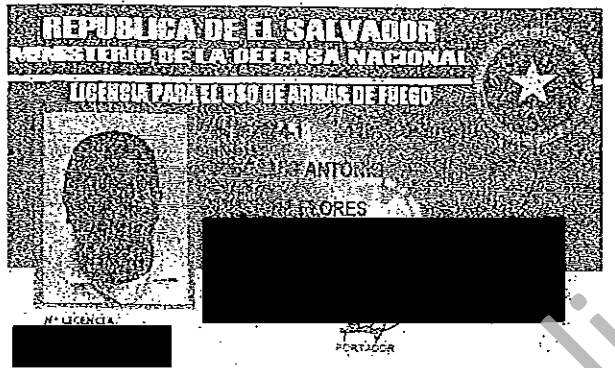 REPUBLICA DE EL SALVADOR
MINISTERIO DE LA DEFENSA NACIONAL
LICENCIA PARA EL USO DE ARMAS DE FUEGO
ANTONIO
Nº LICENCIA:
PORTADOR